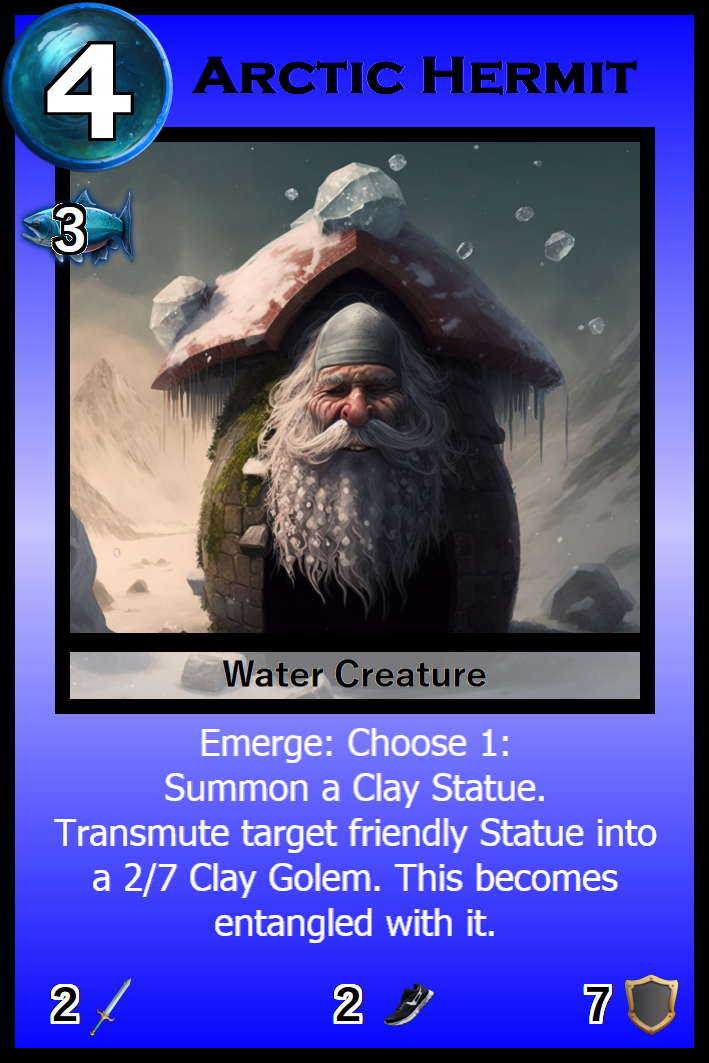 4
Arctic Hermit
3
Water Creature
Emerge: Choose 1:
Summon a Clay Statue.
Transmute target friendly Statue into
a 2/7 Clay Golem. This becomes
entangled with it.
2 2 7